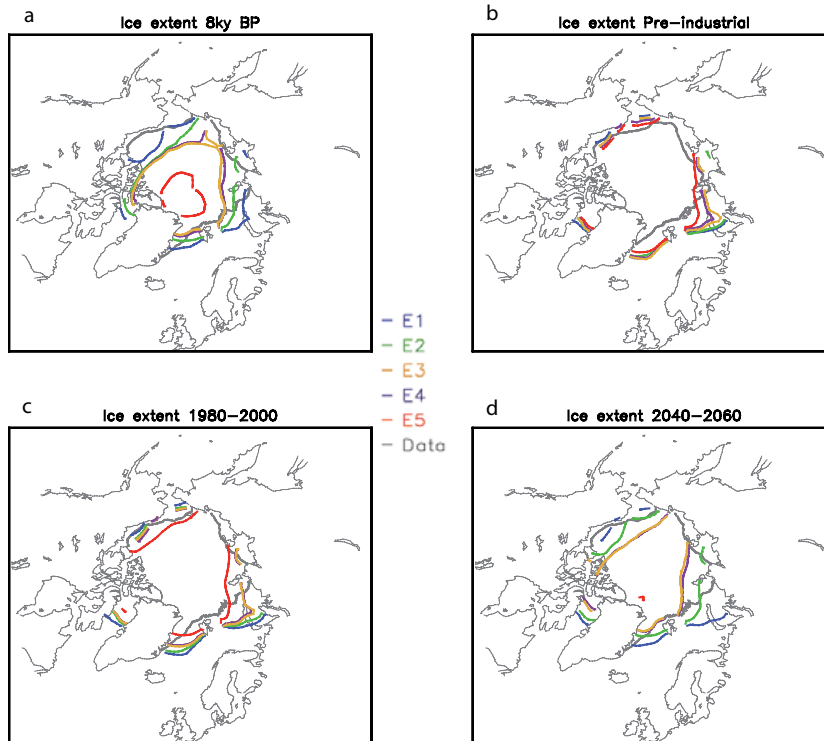 a
Ice extent 8ky BP
b
Ice extent Pre-industrial
E1
E2
E3
E4
E5
Data
c
Ice extent 1980-2000
d
Ice extent 2040-2060